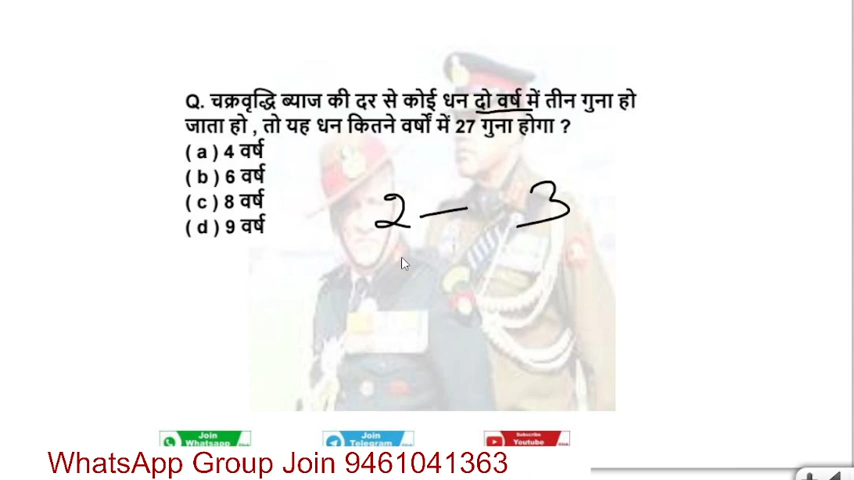 Q. चक्रवृद्धि ब्याज की दर से कोई धन दो वर्ष में तीन गुना हो
जाता हो , तो यह धन कितने वर्षों में 27 गुना होगा ?
( a ) 4 वर्ष
( b ) 6 वर्ष
( c ) 8 वर्ष
( d ) 9 वर्ष
2 — 3
Join Whatsapp
Join Telegram
Subscribe Youtube
WhatsApp Group Join 9461041363